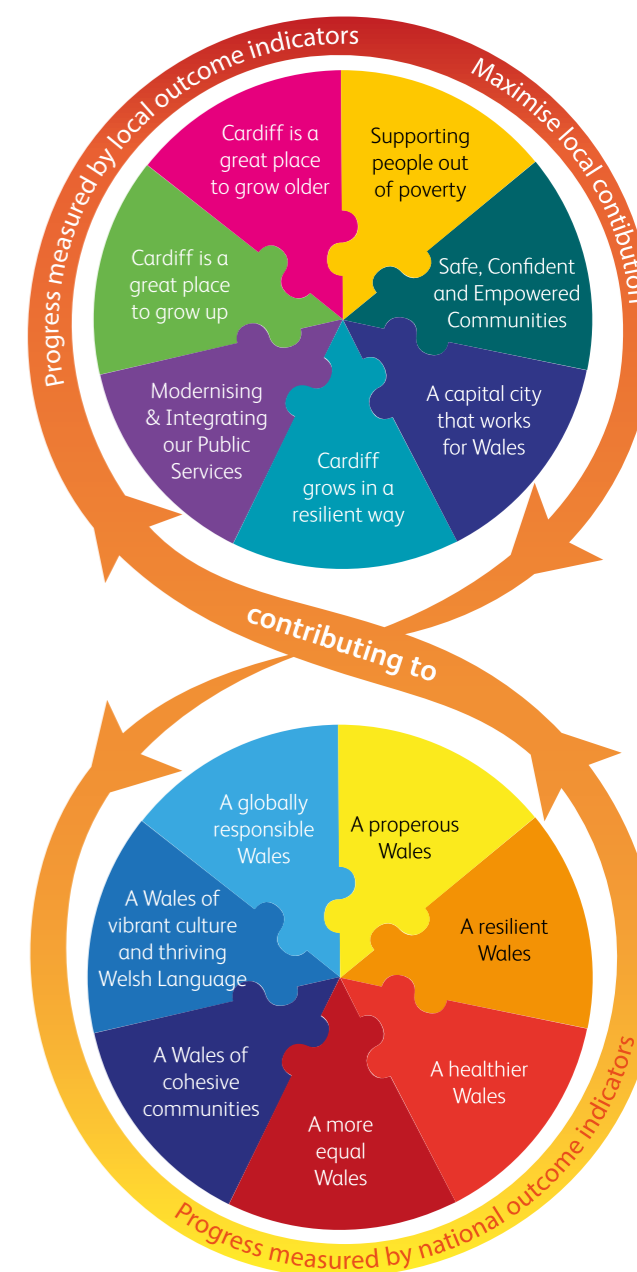 Progress measured by local outcome indicators
Maximise local contibution
Cardiff is a
great place
to grow older
Supporting
people out
of poverty
Cardiff is a
great place
to grow up
Safe, Confident
and Empowered
Communities
Modernising
& Integrating
our Public
Services
A capital city
that works
for Wales
Cardiff
grows in a
resilient way
contributing to
A globally
responsible
Wales
A properous
Wales
A Wales of
vibrant culture
and thriving
Welsh Language
A resilient
Wales
A Wales of
cohesive
communities
A healthier
Wales
A more
equal
Wales
Progress measured by national outcome indicators